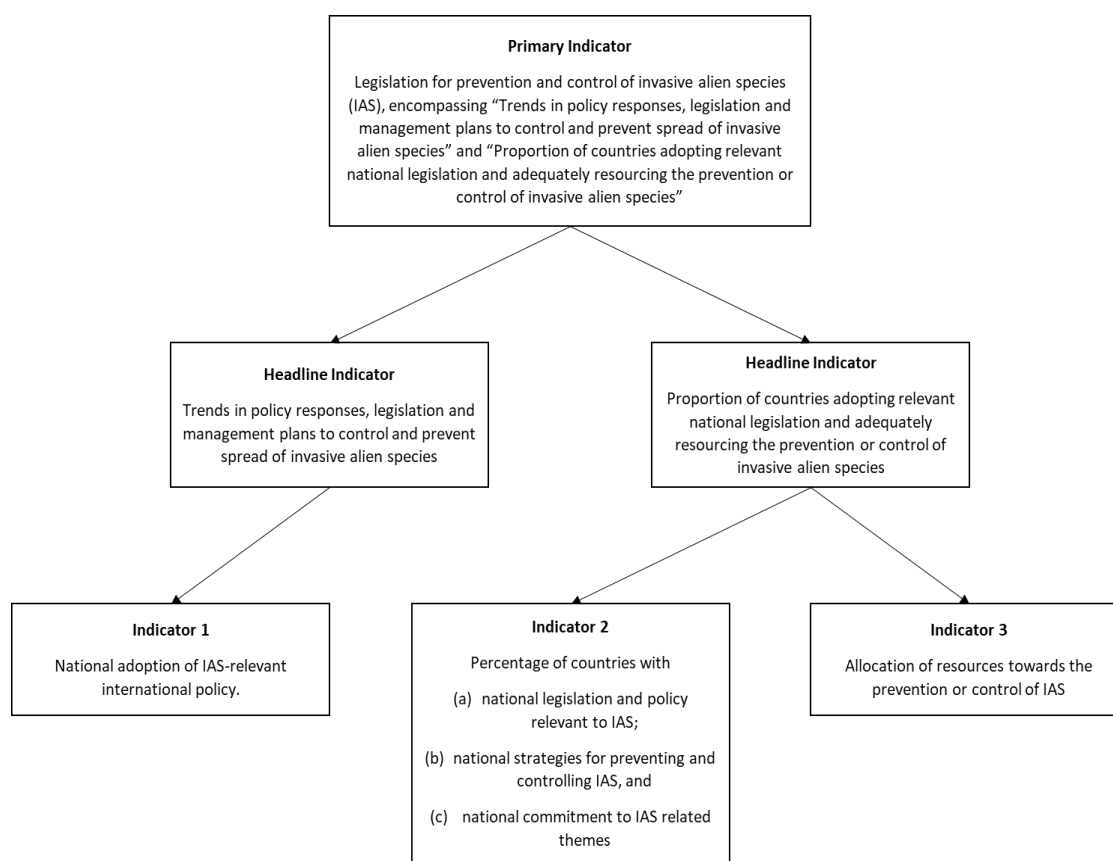 Primary Indicator
Legislation for prevention and control of invasive alien species
(IAS), encompassing “Trends in policy responses, legislation and
management plans to control and prevent spread of invasive
alien species” and “Proportion of countries adopting relevant
national legislation and adequately resourcing the prevention or
control of invasive alien species”
Headline Indicator
Trends in policy responses, legislation and
management plans to control and prevent
spread of invasive alien species
Headline Indicator
Proportion of countries adopting relevant
national legislation and adequately
resourcing the prevention or control of
invasive alien species
Indicator 1
National adoption of IAS-relevant
international policy.
Indicator 2
Percentage of countries with
(a) national legislation and policy
relevant to IAS;
(b) national strategies for preventing and
controlling IAS, and
(c) national commitment to IAS related
themes
Indicator 3
Allocation of resources towards the
prevention or control of IAS